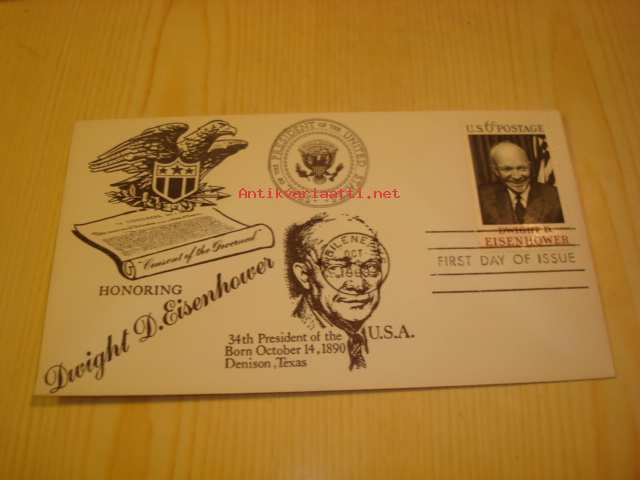 PRESIDENT OF THE UNITED
"Consent of the Governed"
HONORING
Dwight D. Eisenhower
34th President of the U.S.A.
Born October 14, 1890
Denison, Texas
ABILENE
OCT
U.S. 6¢ POSTAGE
DWIGHT D.
EISENHOWER
FIRST DAY OF ISSUE
Antikvariaatti.net